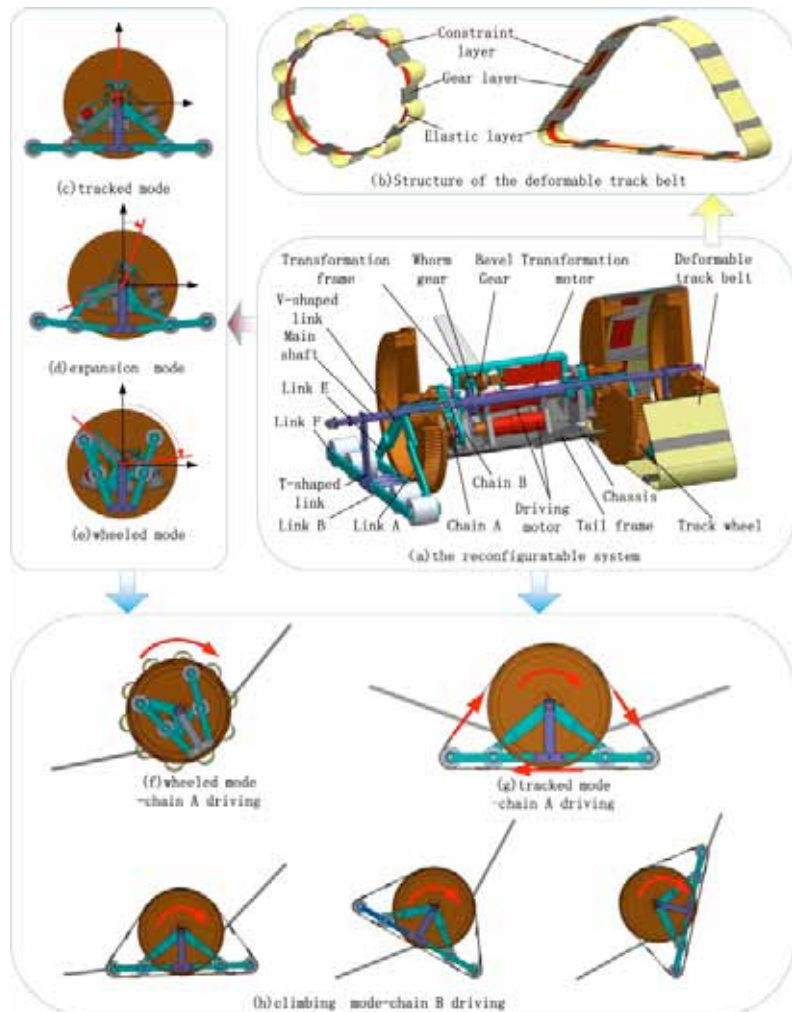 Constraint
layer
Gear layer
Elastic layer
(b)Structure of the deformable track belt
(c)tracked mode
(d)expansion mode
(e)wheeled mode
Transformation
frame
Whorm
gear
Bevel
Gear
Transformation
motor
Deformable
track belt
V-shaped
link
Main
shaft
Link E
Link F
T-shaped
link
Link B
Link A
Chain A
Chain B
Driving
motor
Tail frame
Chassis
Track wheel
(a)the reconfiguratable system
(f)wheeled mode
-chain A driving
(g)tracked mode
-chain A driving
(h)climbing mode-chain B driving